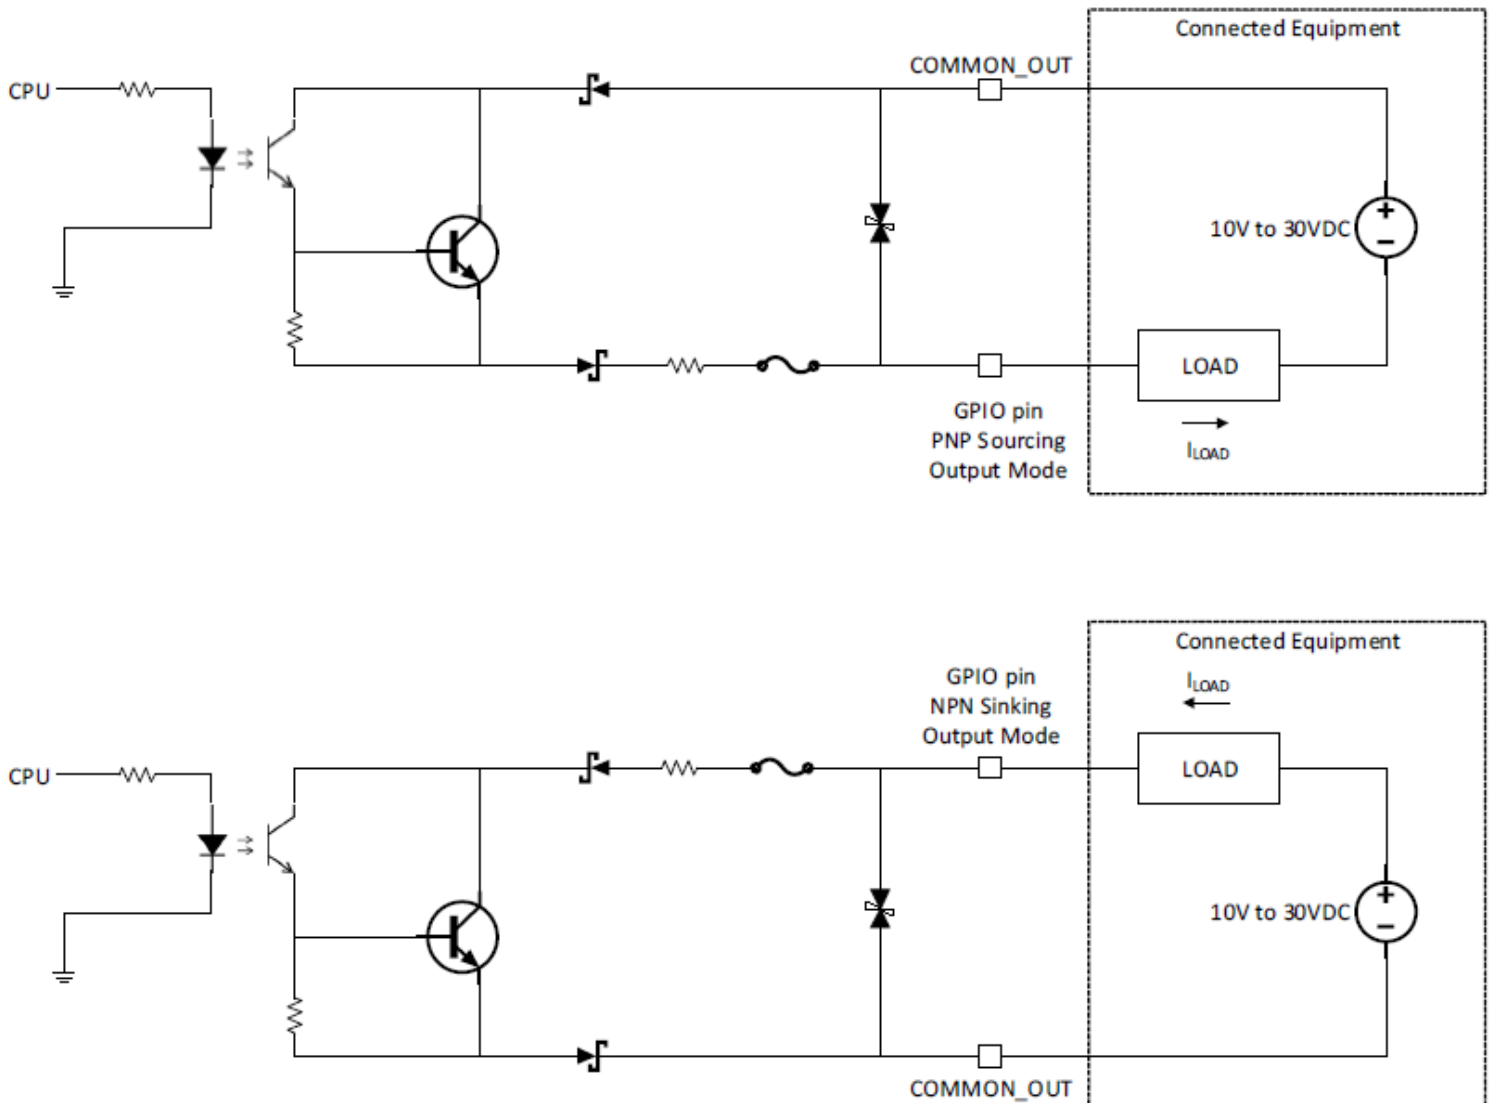 Connected Equipment
COMMON_OUT
CPU
+
10V to 30VDC
−
LOAD
GPIO pin
PNP Sourcing
Output Mode
ILOAD
Connected Equipment
GPIO pin
NPN Sinking
Output Mode
ILOAD
LOAD
CPU
+
10V to 30VDC
−
COMMON_OUT